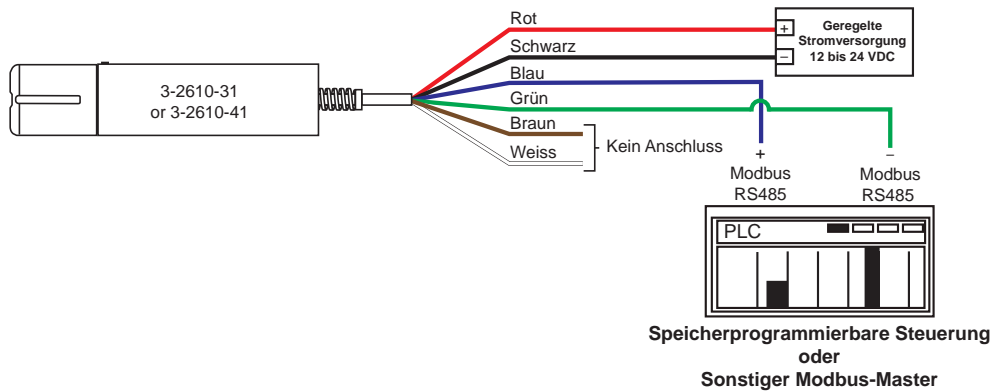 Rot
Schwarz
Blau
Grün
Braun
Weiss
Kein Anschluss
3-2610-31
or 3-2610-41
+
–
Geregelte
Stromversorgung
12 bis 24 VDC
+
Modbus
RS485
–
Modbus
RS485
PLC
Speicherprogrammierbare Steuerung
oder
Sonstiger Modbus-Master